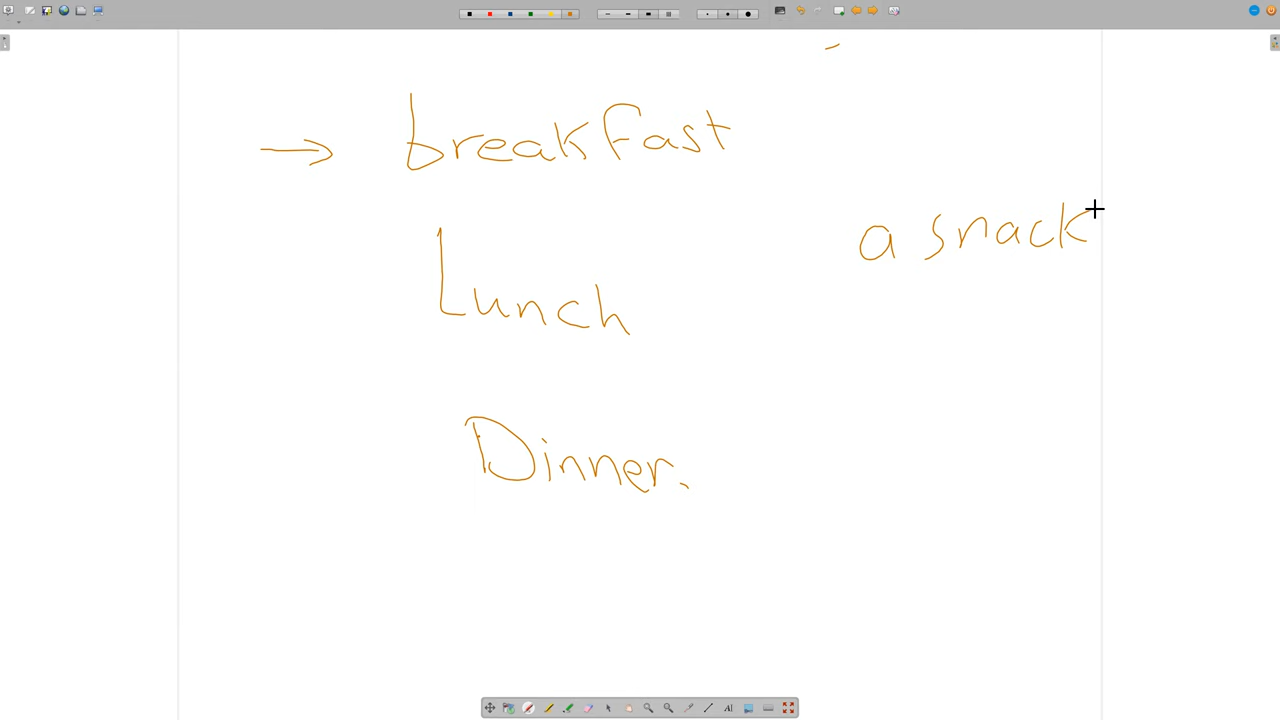 → breakfast
a snack
Lunch
Dinner.